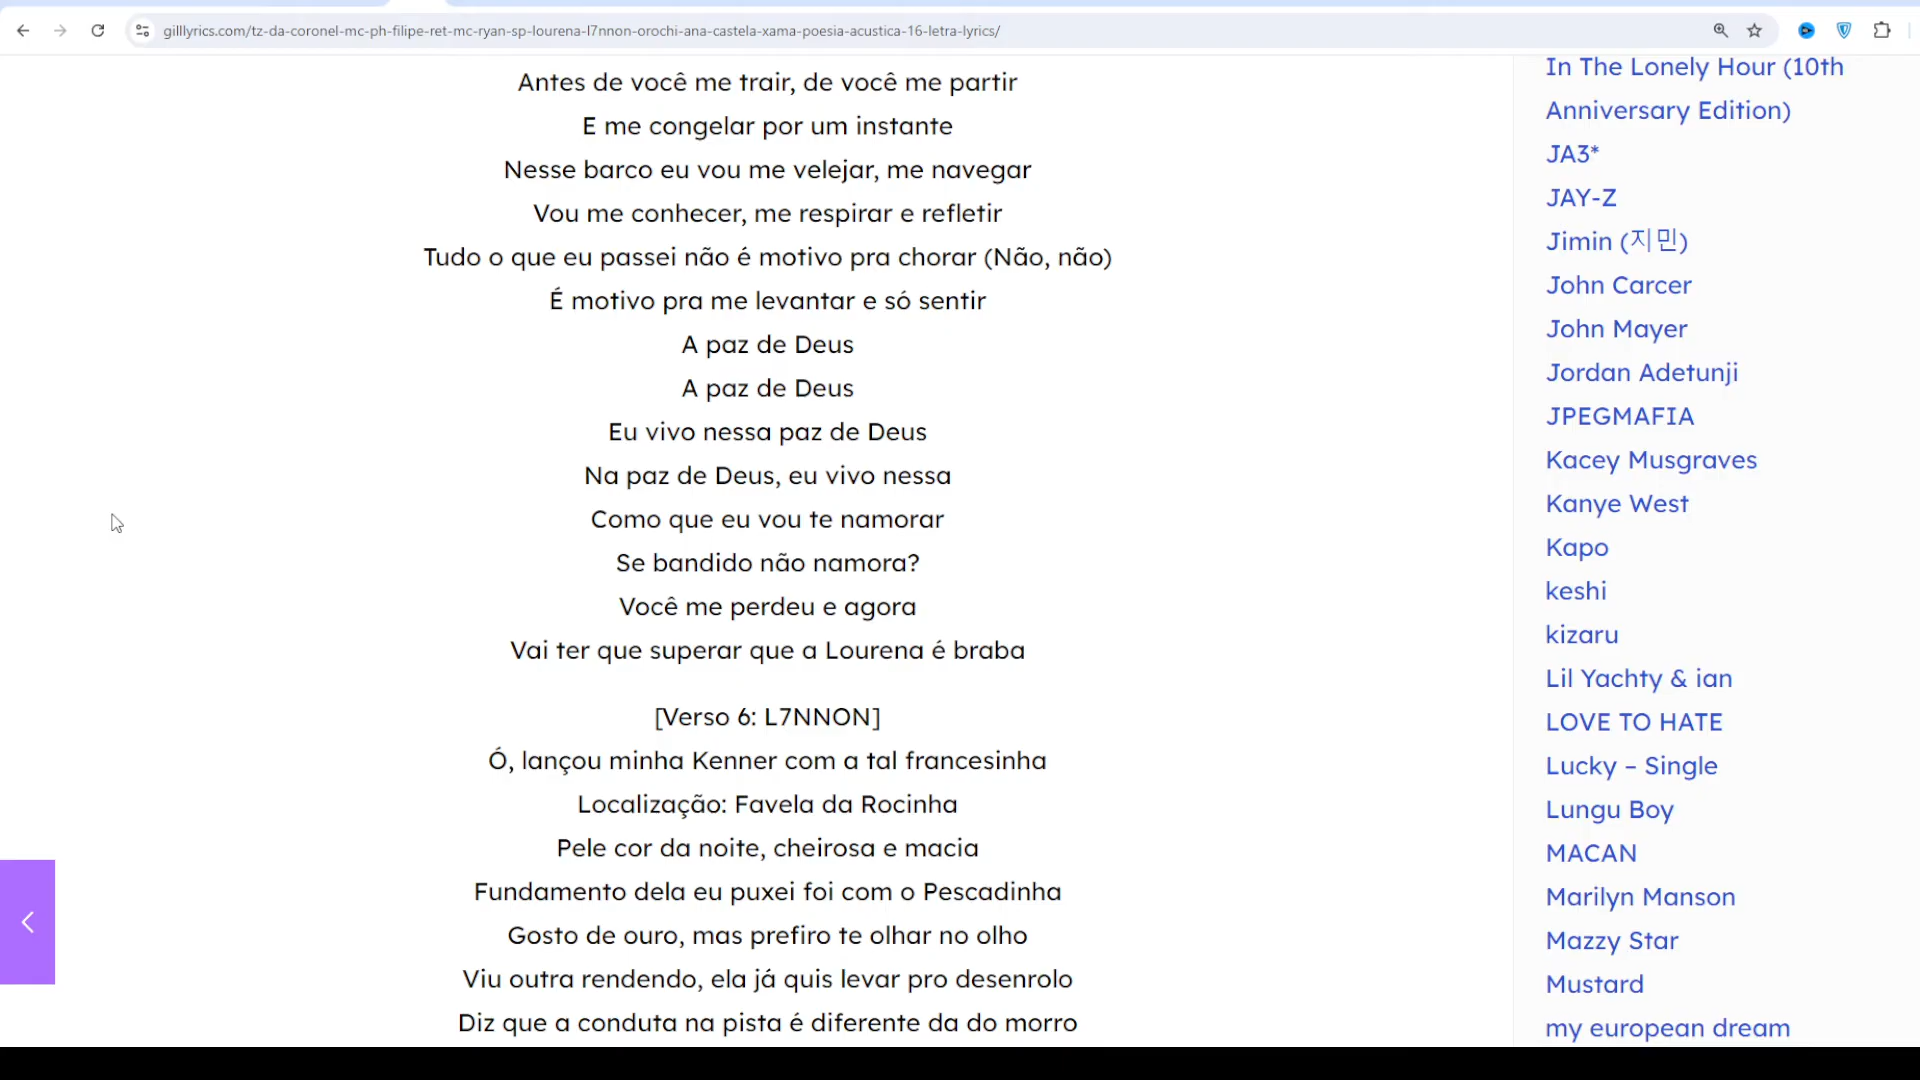 gilllyrics.com/tz-da-coronel-mc-ph-filipe-ret-mc-ryan-sp-lourena-l7nnon-orochi-ana-castela-xama-poesia-acustica-16-letra-lyrics/
Antes de você me trair, de você me partir
E me congelar por um instante
Nesse barco eu vou me velejar, me navegar
Vou me conhecer, me respirar e refletir
Tudo o que eu passei não é motivo pra chorar (Não, não)
É motivo pra me levantar e só sentir
A paz de Deus
A paz de Deus
Eu vivo nessa paz de Deus
Na paz de Deus, eu vivo nessa
Como que eu vou te namorar
Se bandido não namora?
Você me perdeu e agora
Vai ter que superar que a Lourena é braba
[Verso 6: L7NNON]
Ó, lançou minha Kenner com a tal francesinha
Localização: Favela da Rocinha
Pele cor da noite, cheirosa e macia
Fundamento dela eu puxei foi com o Pescadinha
Gosto de ouro, mas prefiro te olhar no olho
Viu outra rendendo, ela já quis levar pro desenrolo
Diz que a conduta na pista é diferente da do morro
In The Lonely Hour (10th
Anniversary Edition)
JA3*
JAY-Z
Jimin (지민)
John Carcer
John Mayer
Jordan Adetunji
JPEGMAFIA
Kacey Musgraves
Kanye West
Kapo
keshi
kizaru
Lil Yachty & ian
LOVE TO HATE
Lucky – Single
Lungu Boy
MACAN
Marilyn Manson
Mazzy Star
Mustard
my european dream